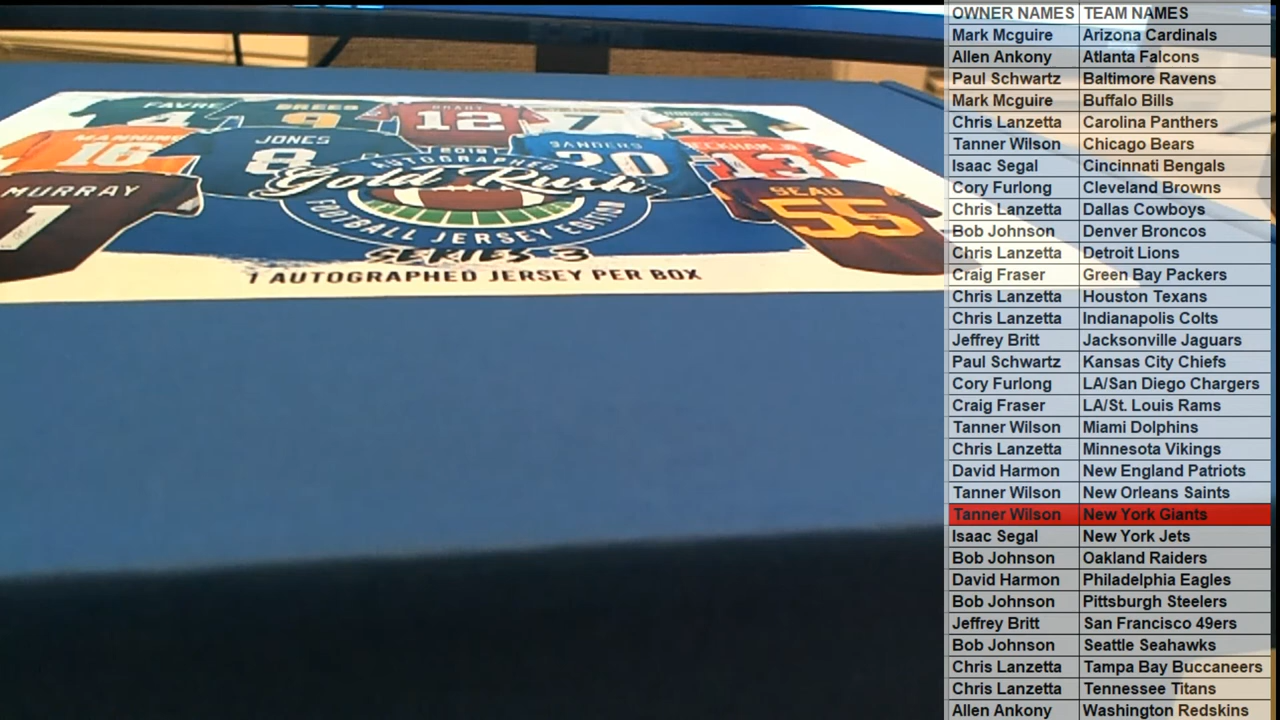 FAVRE
4
BREES
9
BRADY
12
7
RODGERS
12
MANNING
16
JONES
8
SANDERS
20
BECKHAM JR
13
MURRAY
1
SEAU
55
2019
AUTOGRAPHED
Gold Rush
FOOTBALL JERSEY EDITION
SERIES 3
1 AUTOGRAPHED JERSEY PER BOX
OWNER NAMES TEAM NAMES
Mark Mcguire Arizona Cardinals
Allen Ankony Atlanta Falcons
Paul Schwartz Baltimore Ravens
Mark Mcguire Buffalo Bills
Chris Lanzetta Carolina Panthers
Tanner Wilson Chicago Bears
Isaac Segal Cincinnati Bengals
Cory Furlong Cleveland Browns
Chris Lanzetta Dallas Cowboys
Bob Johnson Denver Broncos
Chris Lanzetta Detroit Lions
Craig Fraser Green Bay Packers
Chris Lanzetta Houston Texans
Chris Lanzetta Indianapolis Colts
Jeffrey Britt Jacksonville Jaguars
Paul Schwartz Kansas City Chiefs
Cory Furlong LA/San Diego Chargers
Craig Fraser LA/St. Louis Rams
Tanner Wilson Miami Dolphins
Chris Lanzetta Minnesota Vikings
David Harmon New England Patriots
Tanner Wilson New Orleans Saints
Tanner Wilson New York Giants
Isaac Segal New York Jets
Bob Johnson Oakland Raiders
David Harmon Philadelphia Eagles
Bob Johnson Pittsburgh Steelers
Jeffrey Britt San Francisco 49ers
Bob Johnson Seattle Seahawks
Chris Lanzetta Tampa Bay Buccaneers
Chris Lanzetta Tennessee Titans
Allen Ankony Washington Redskins